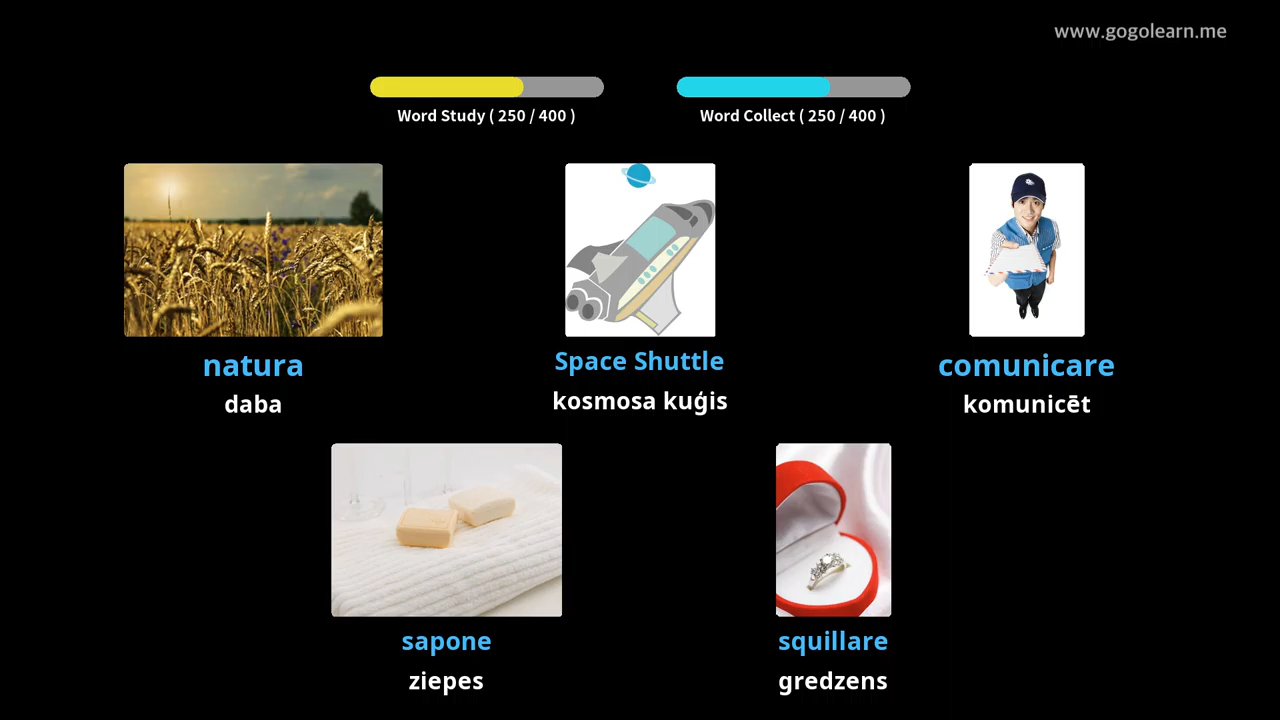 www.gogolearn.me
Word Study ( 250 / 400 )
Word Collect ( 250 / 400 )
natura
daba
Space Shuttle
kosmosa kuģis
comunicare
komunicēt
sapone
ziepes
squillare
gredzens